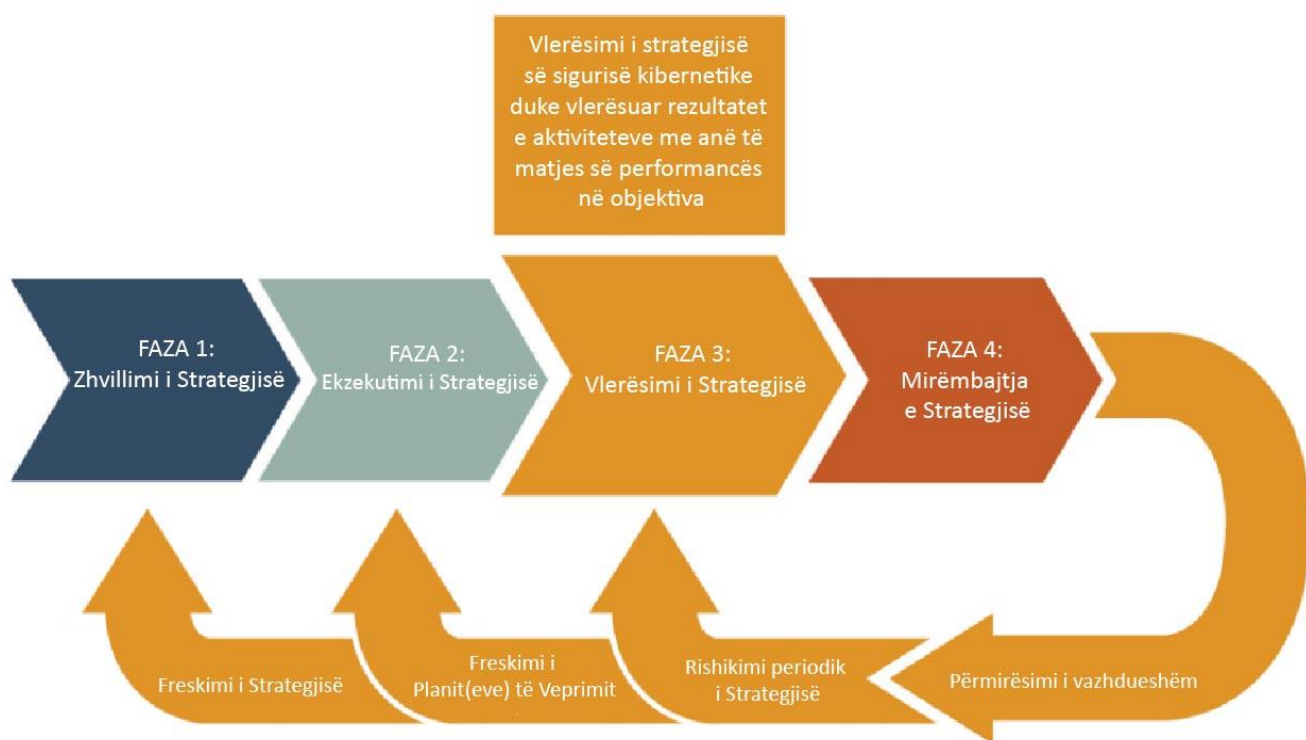 Vlerësimi i strategjisë
së sigurisë kibernetike
duke vlerësuar rezultatet
e aktiviteteve me anë të
matjes së performancës
në objektiva
FAZA 1:
Zhvillimi i Strategjisë
FAZA 2:
Ekzekutimi i Strategjisë
FAZA 3:
Vlerësimi i Strategjisë
FAZA 4:
Mirëmbajtja
e Strategjisë
Freskimi i Strategjisë
Freskimi i
Planit(eve) të Veprimit
Rishikimi periodik
i Strategjisë
Përmirësimi i vazhdueshëm